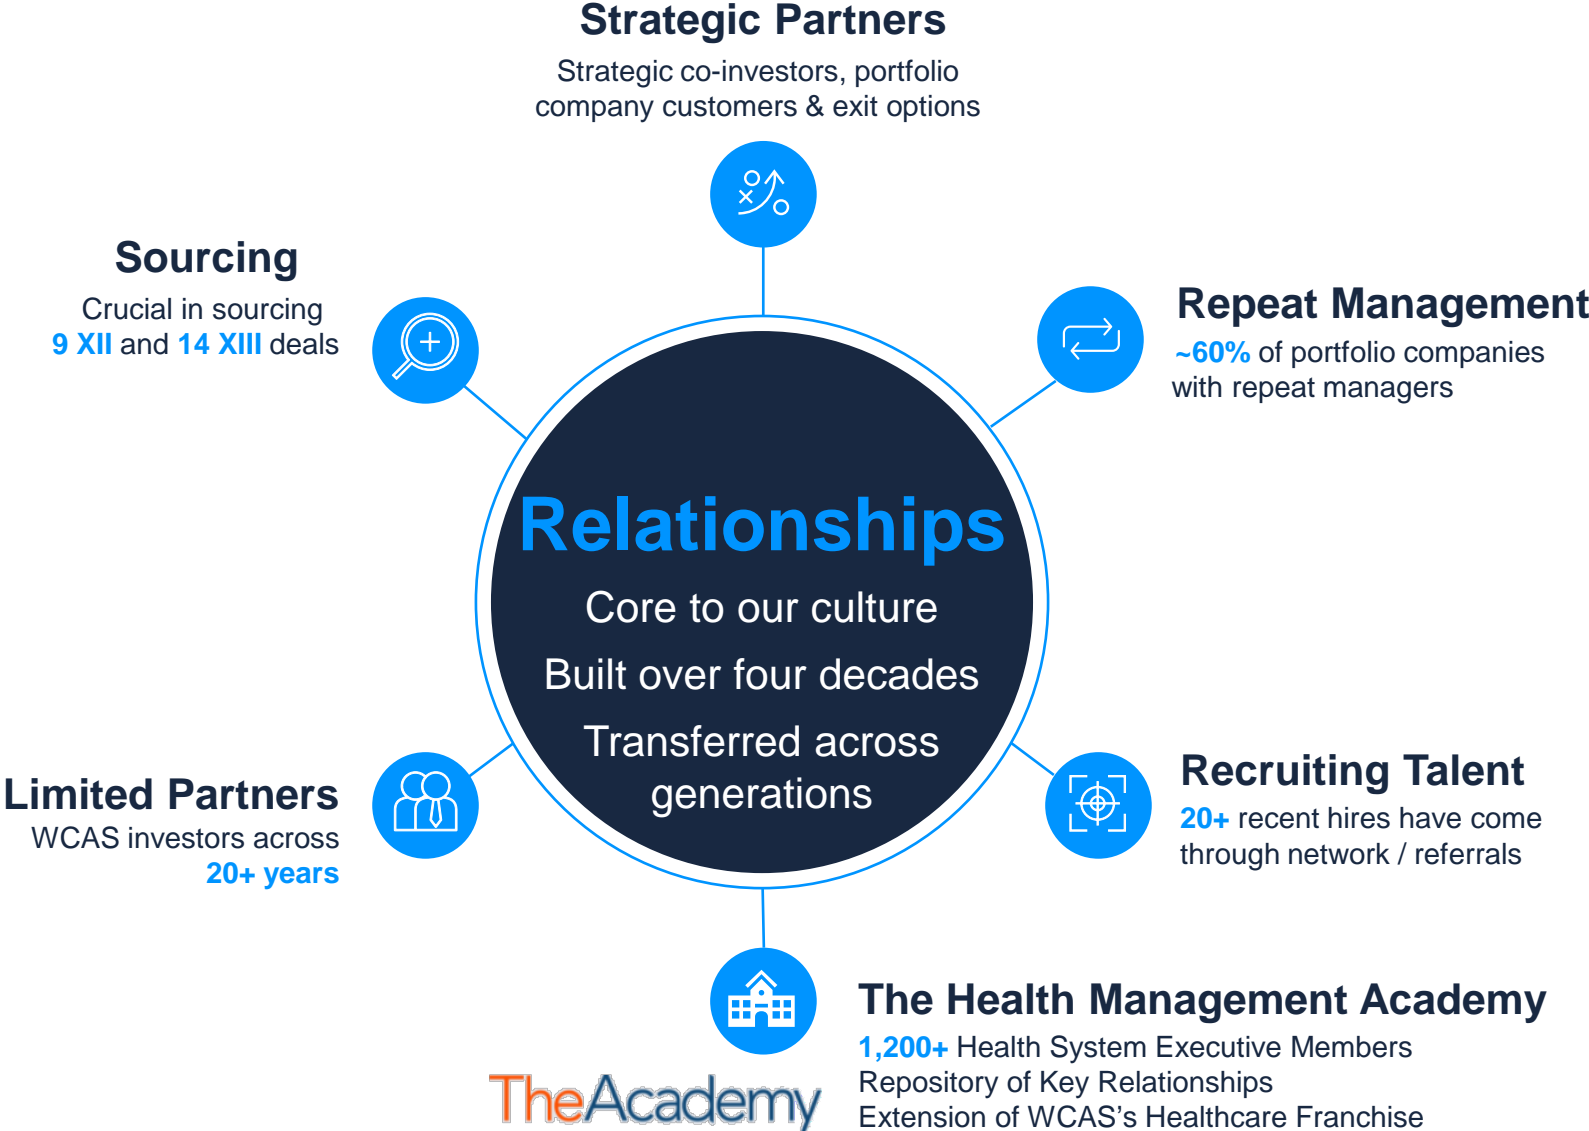 Strategic Partners
Strategic co-investors, portfolio
company customers & exit options
Sourcing
Crucial in sourcing
9 XII and 14 XIII deals
Repeat Management
~60% of portfolio companies
with repeat managers
Relationships
Core to our culture
Built over four decades
Transferred across
generations
Limited Partners
WCAS investors across
20+ years
Recruiting Talent
20+ recent hires have come
through network / referrals
The Health Management Academy
1,200+ Health System Executive Members
Repository of Key Relationships
Extension of WCAS's Healthcare Franchise
TheAcademy